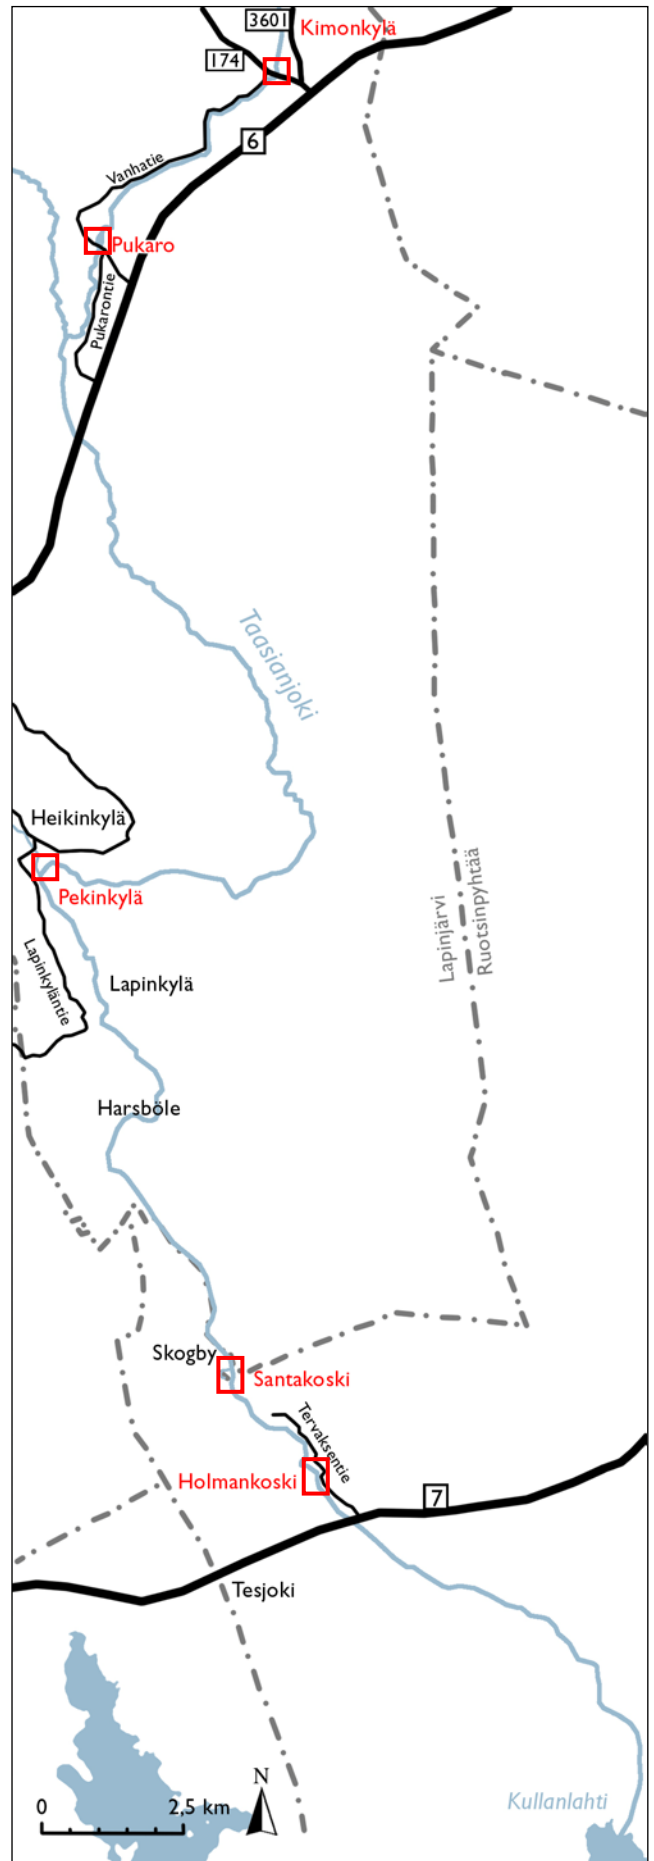 3601
Kimonkylä
174
6
Vanhatie
Pukaro
Pukarontie
Taasianjoki
Heikinkylä
Pekinkylä
Lapinjärvi
Ruotsinpyhtää
Lapinkyläntie
Lapinkylä
Harsböle
Skogby
Santakoski
Tervaksentie
Holmankoski
7
Tesjoki
Kullanlahti
N
0 2,5 km